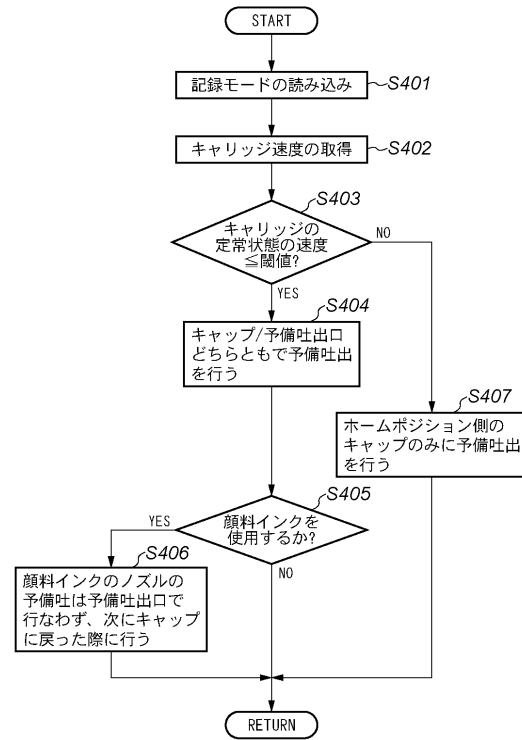 START
記録モードの読み込み
S401
キャリッジ速度の取得
S402
S403
キャリッジの
定常状態の速度
≦閾値?
NO
YES
S404
キャップ/予備吐出口
どちらともで予備吐出
を行う
S407
ホームポジション側の
キャップのみに予備吐出
を行う
S405
顔料インクを
使用するか?
YES
NO
S406
顔料インクのノズルの
予備吐は予備吐出口で
行なわず、次にキャップ
に戻った際に行う
RETURN